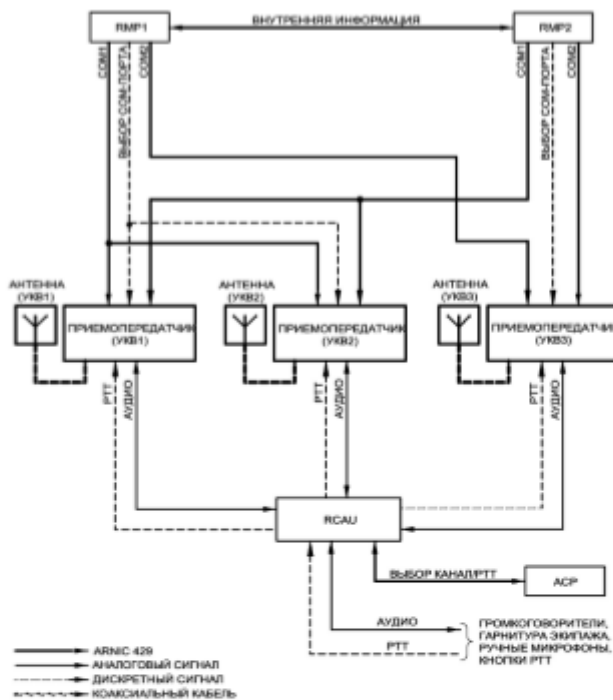 ВНУТРЕННЯЯ ИНФОРМАЦИЯ
RMP1
RMP2
COM1
ВЫБОР COM-ПОРТА
COM2
COM1
ВЫБОР COM-ПОРТА
COM2
АНТЕННА
(УКВ1)
АНТЕННА
(УКВ2)
АНТЕННА
(УКВ3)
ПРИЕМОПЕРЕДАТЧИК
(УКВ1)
ПРИЕМОПЕРЕДАТЧИК
(УКВ2)
ПРИЕМОПЕРЕДАТЧИК
(УКВ3)
PTT
АУДИО
PTT
АУДИО
PTT
АУДИО
RCAU
ВЫБОР КАНАЛ/PTT
ACP
АУДИО
PTT
ГРОМКОГОВОРИТЕЛИ,
ГАРНИТУРА ЭКИПАЖА,
РУЧНЫЕ МИКРОФОНЫ,
КНОПКИ PTT
ARNIC 429
АНАЛОГОВЫЙ СИГНАЛ
ДИСКРЕТНЫЙ СИГНАЛ
КОАКСИАЛЬНЫЙ КАБЕЛЬ